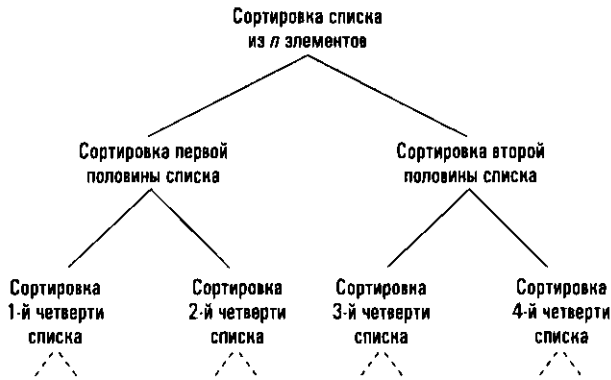 Сортировка списка
из n элементов
Сортировка первой
половины списка
Сортировка второй
половины списка
Сортировка
1-й четверти
списка
Сортировка
2-й четверти
списка
Сортировка
3-й четверти
списка
Сортировка
4-й четверти
списка